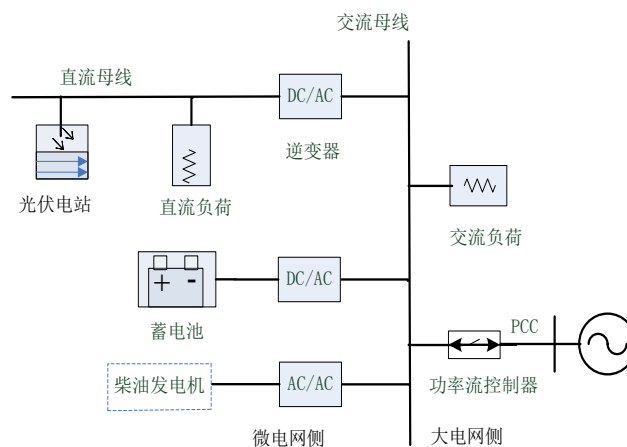 交流母线
直流母线
DC/AC
逆变器
光伏电站
直流负荷
交流负荷
DC/AC
+ -
蓄电池
PCC
柴油发电机
AC/AC
功率流控制器
微电网侧
大电网侧